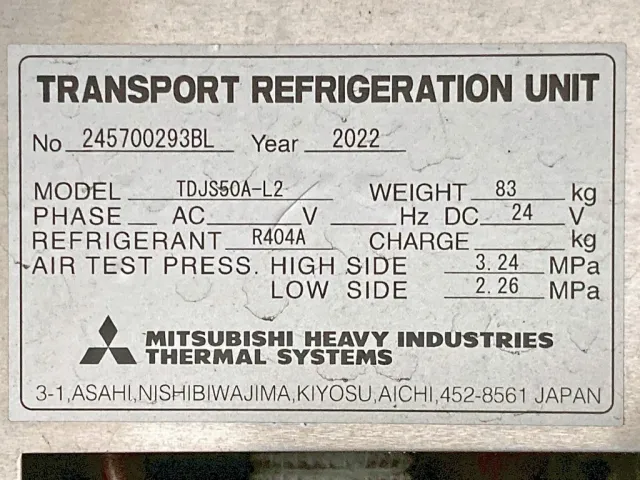 TRANSPORT REFRIGERATION UNIT
No 245700293BL Year 2022
MODEL TDJS50A-L2 WEIGHT 83 kg
PHASE AC V Hz DC 24 V
REFRIGERANT R404A CHARGE kg
AIR TEST PRESS. HIGH SIDE 3.24 MPa
LOW SIDE 2.26 MPa
MITSUBISHI HEAVY INDUSTRIES
THERMAL SYSTEMS
3-1,ASAHI,NISHIBIWAJIMA,KIYOSU,AICHI,452-8561 JAPAN